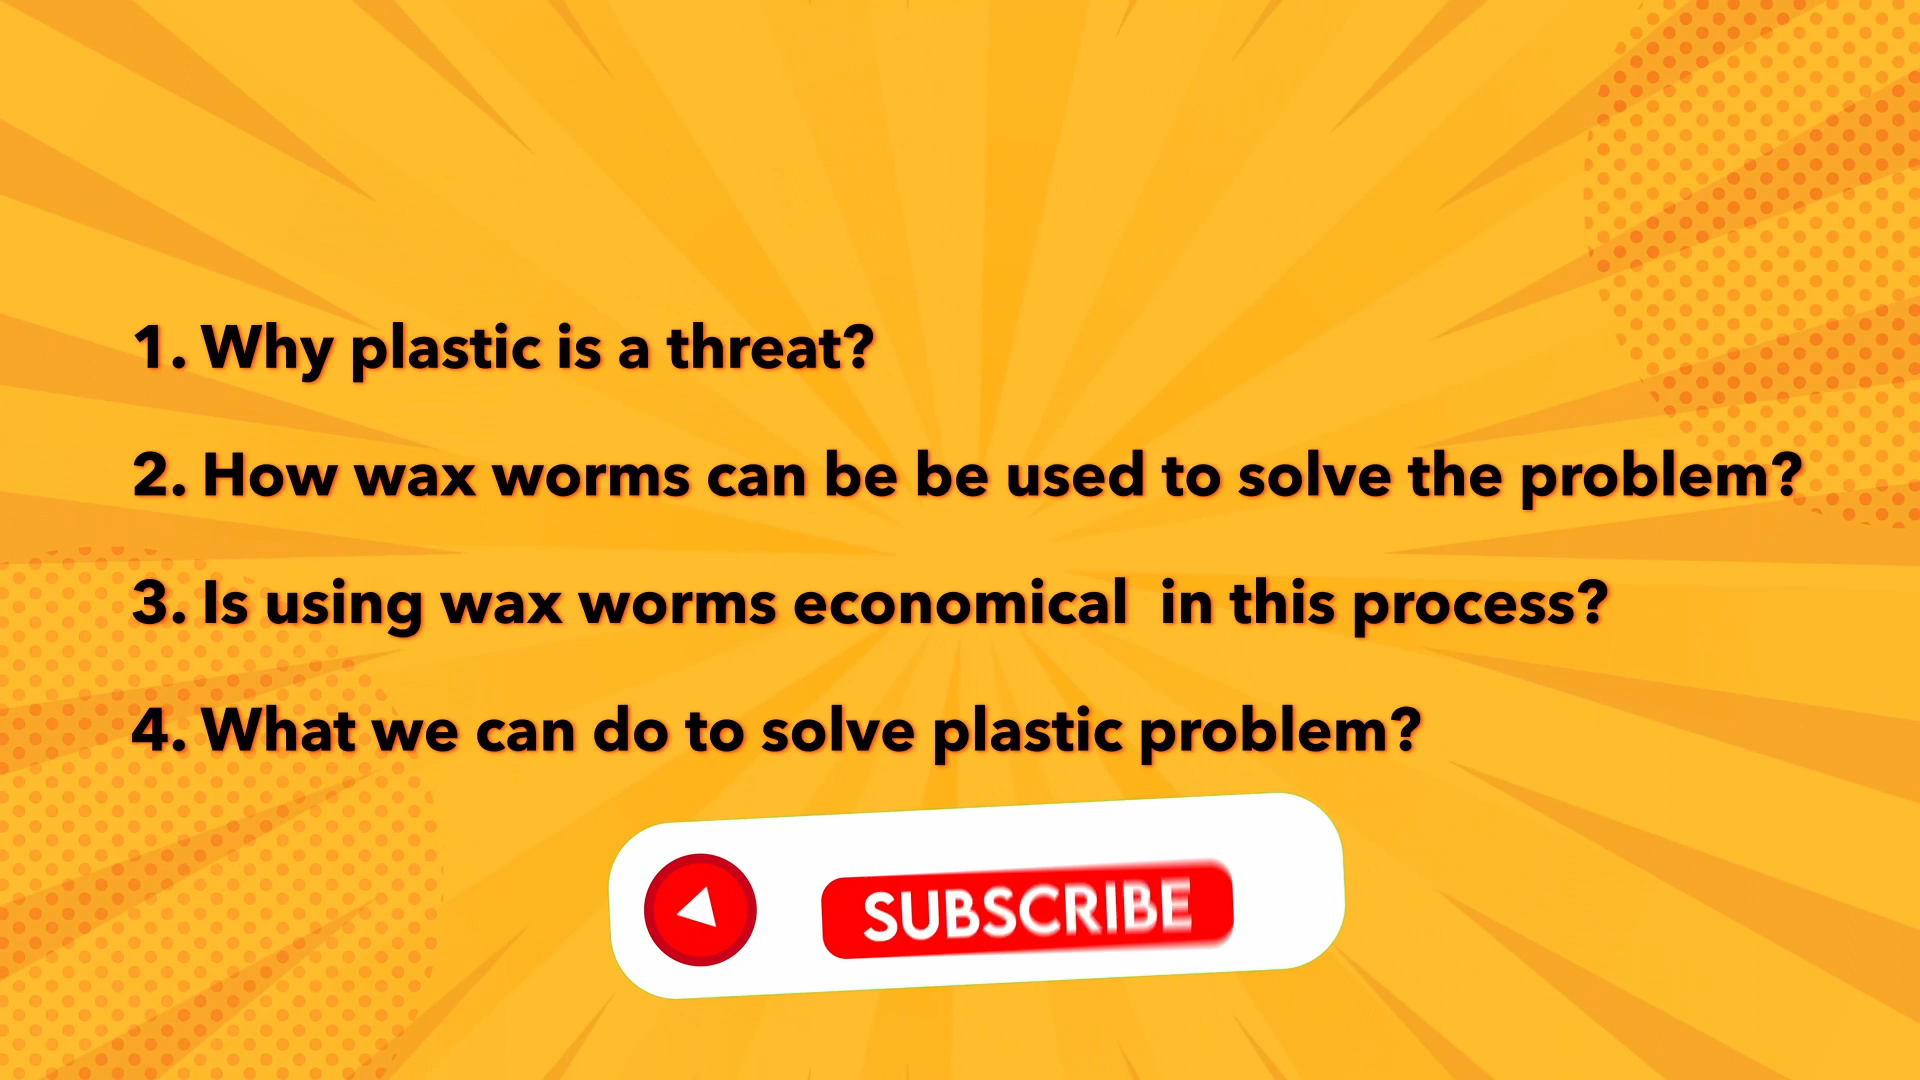 1. Why plastic is a threat?
2. How wax worms can be be used to solve the problem?
3. Is using wax worms economical  in this process?
4. What we can do to solve plastic problem?
SUBSCRIBE